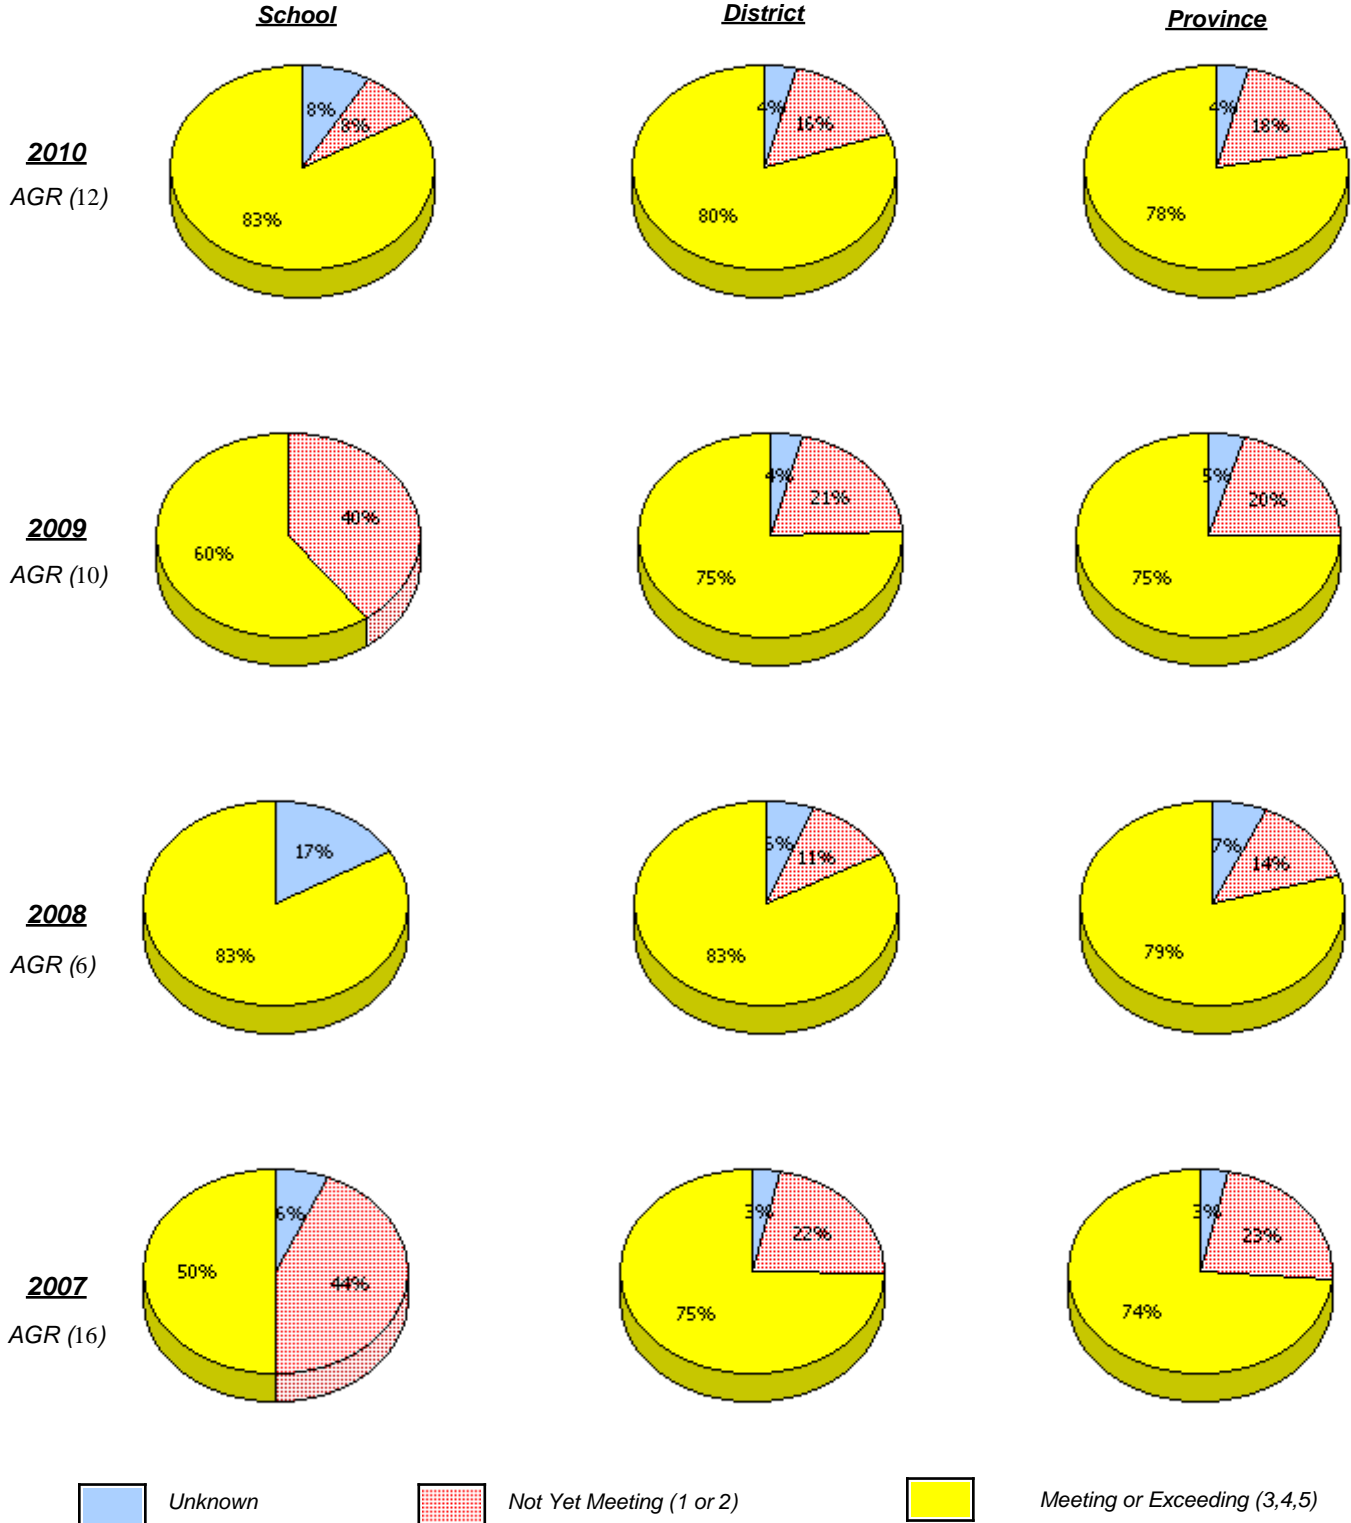 School District Province
8% 8% 83%
4% 16% 80%
4% 18% 78%
2010
AGR (12)
40% 60%
4% 21% 75%
5% 20% 75%
2009
AGR (10)
17% 83%
11% 83%
7% 14% 79%
2008
AGR (6)
6% 44% 50%
3% 22% 75%
3% 23% 74%
2007
AGR (16)
Unknown Not Yet Meeting (1 or 2) Meeting or Exceeding (3,4,5)